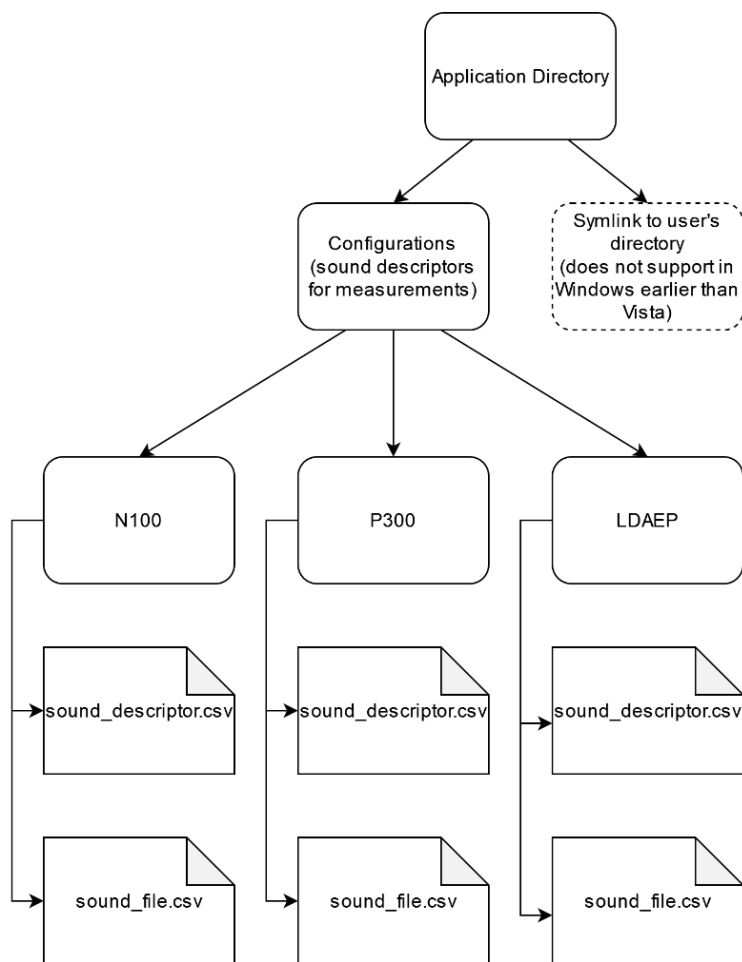 Application Directory
Configurations
(sound descriptors
for measurements)
Symlink to user's
directory
(does not support in
Windows earlier than
Vista)
N100
P300
LDAEP
sound_descriptor.csv
sound_descriptor.csv
sound_descriptor.csv
sound_file.csv
sound_file.csv
sound_file.csv